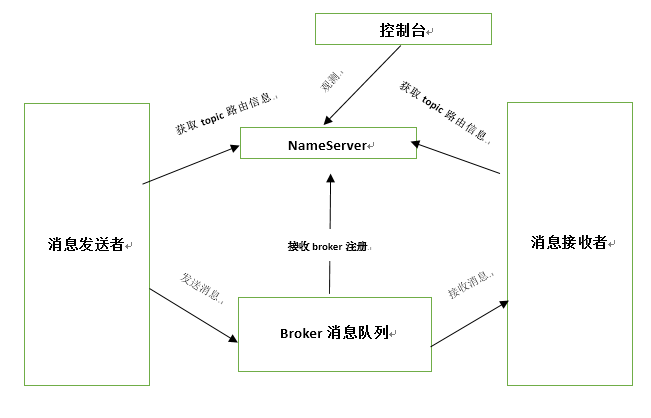 控制台
观测
获取 topic 路由信息
获取 topic 路由信息
NameServer
消息发送者
消息接收者
接收 broker 注册
发送消息
接收消息
Broker 消息队列